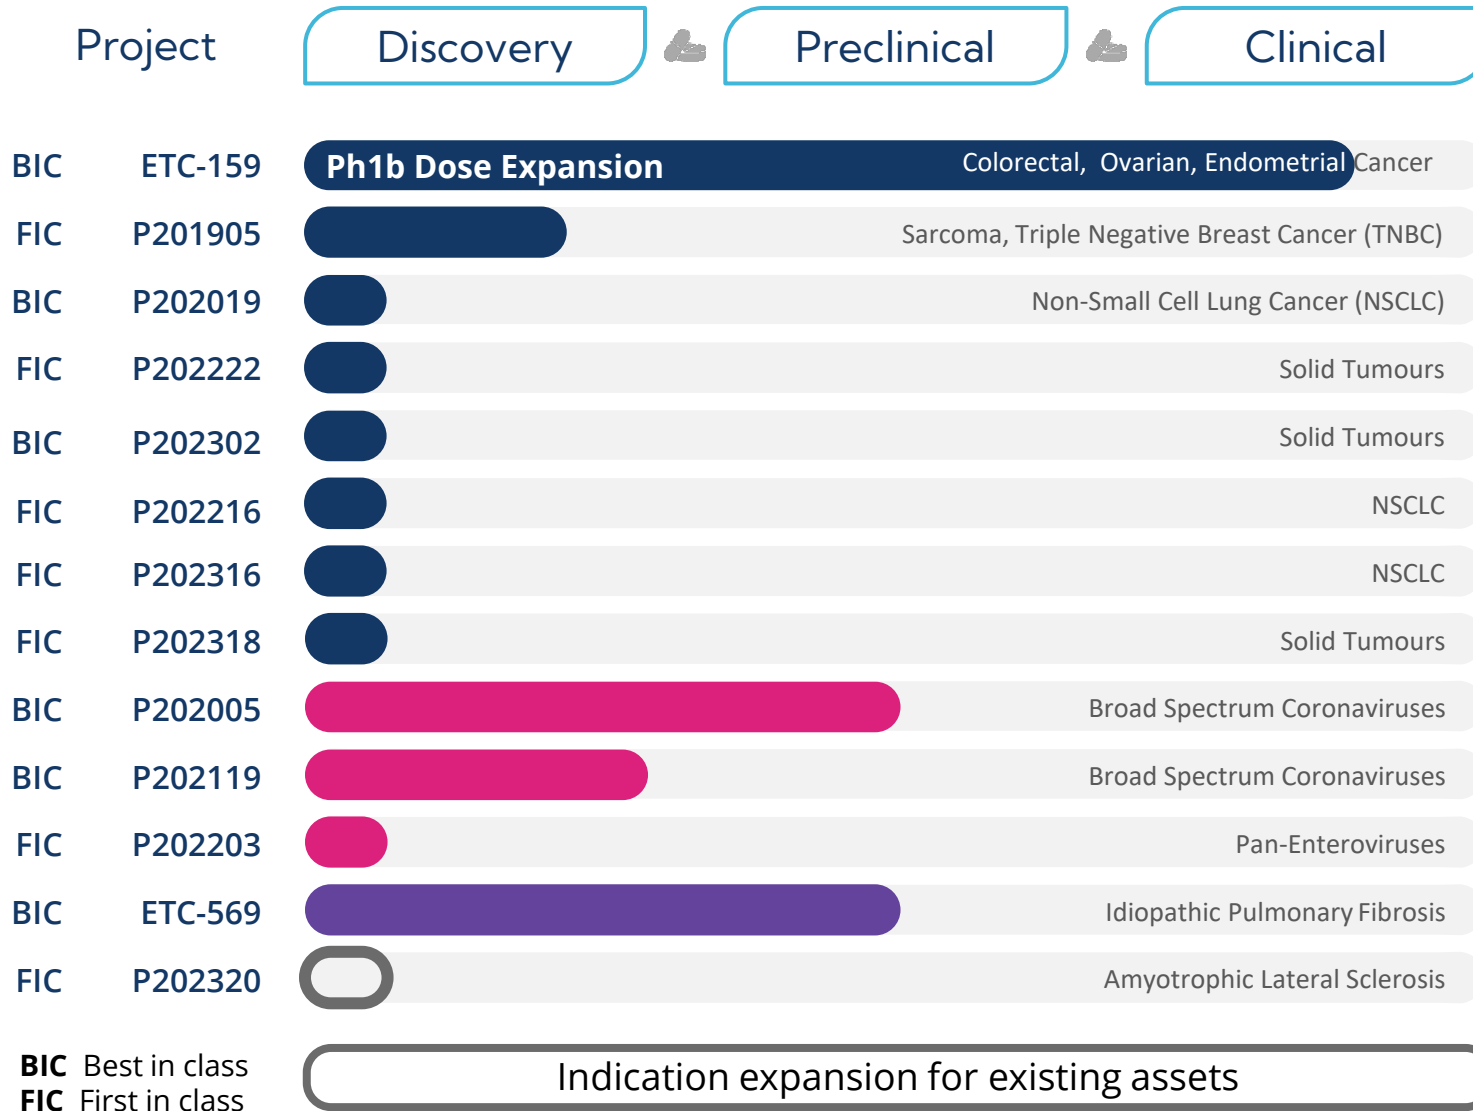 Project Discovery Preclinical Clinical
BIC ETC-159 Ph1b Dose Expansion Colorectal, Ovarian, Endometrial Cancer
FIC P201905 Sarcoma, Triple Negative Breast Cancer (TNBC)
BIC P202019 Non-Small Cell Lung Cancer (NSCLC)
FIC P202222 Solid Tumours
BIC P202302 Solid Tumours
FIC P202216 NSCLC
FIC P202316 NSCLC
FIC P202318 Solid Tumours
BIC P202005 Broad Spectrum Coronaviruses
BIC P202119 Broad Spectrum Coronaviruses
FIC P202203 Pan-Enteroviruses
BIC ETC-569 Idiopathic Pulmonary Fibrosis
FIC P202320 Amyotrophic Lateral Sclerosis
BIC Best in class
FIC First in class
Indication expansion for existing assets